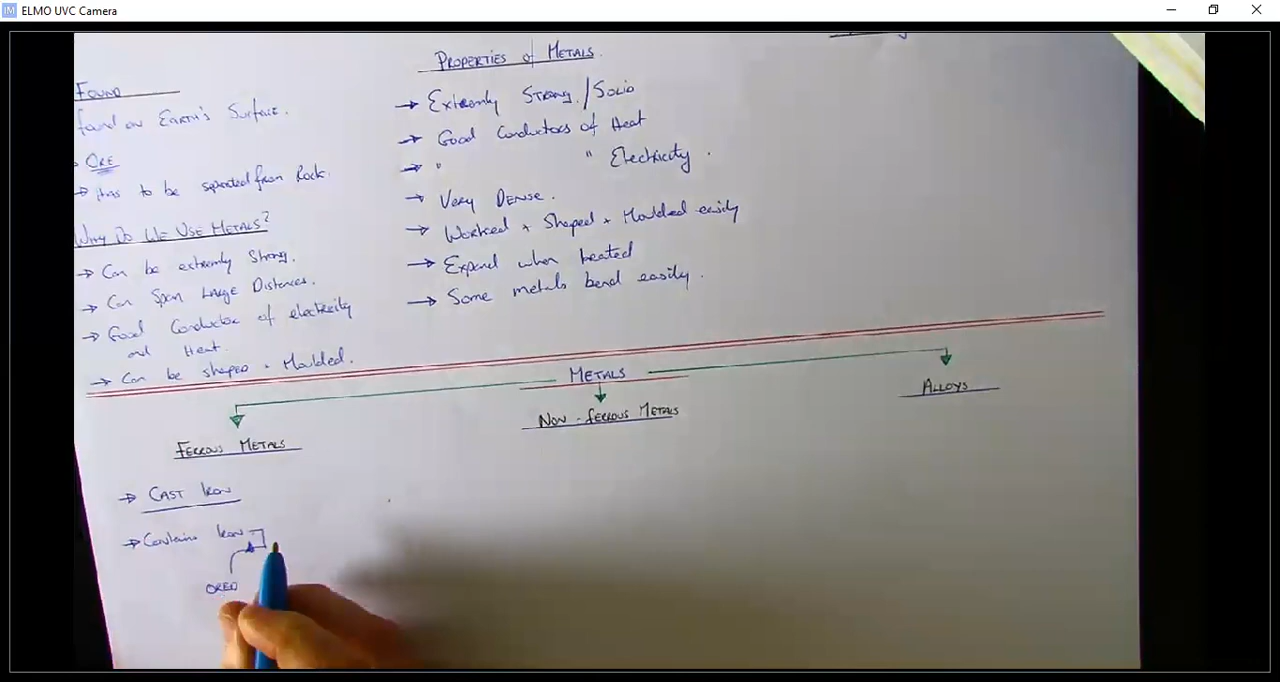 ELMO UVC Camera
FOUND
found on EARTH'S SURFACE.
ORE
→ Has to be seperated from Rock.
WHY DO WE USE METALS?
→ Can be extremly Strong.
→ Can Span LARGE Distances.
→ Good Conductor of electricity
and Heat.
→ Can be shaped + Moulded.
PROPERTIES of METALS.
→ Extremly STRONG / SOLID
→ Good Conductors of Heat
→ " " Electricity.
→ Very DENSE.
→ Worked + Shaped + Moulded easily
→ Expand when heated
→ Some metals bend easily.
METALS
FERROUS METALS
NON-FERROUS METALS
ALLOYS
→ CAST IRON
→ Contains Iron